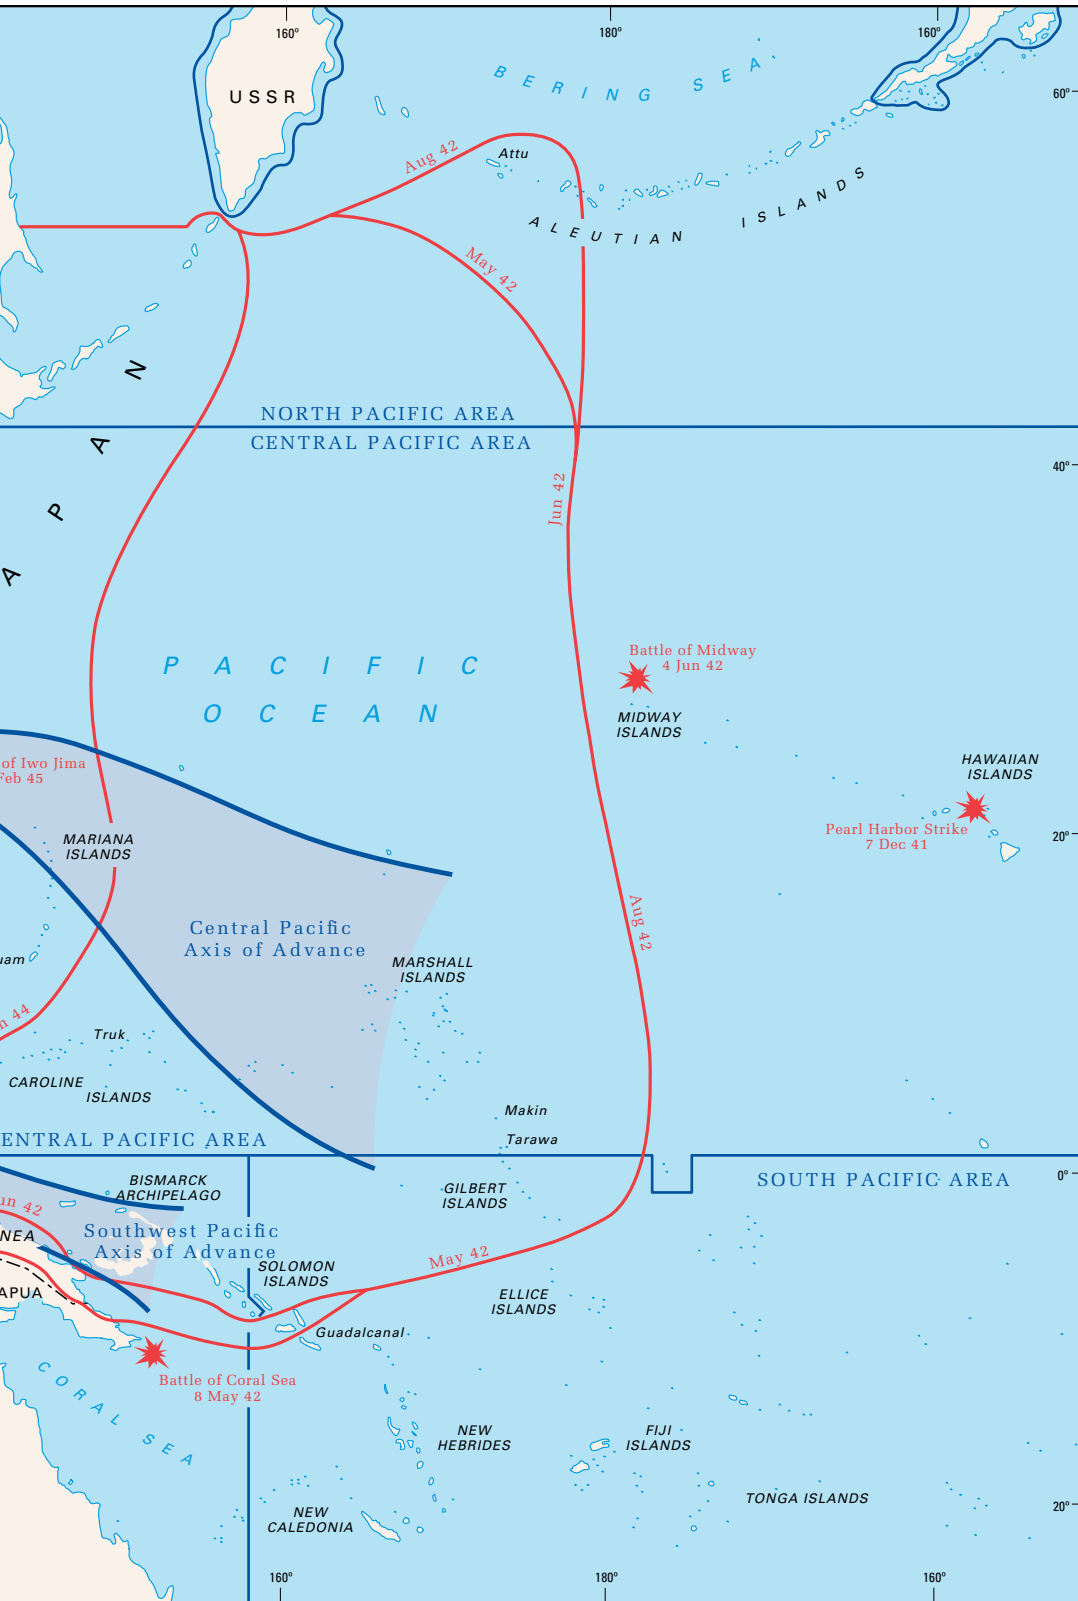 160°
180°
160°
BERING SEA
USSR
60°
Aug 42
Attu
ALEUTIAN ISLANDS
May 42
N
A
P
A
NORTH PACIFIC AREA
CENTRAL PACIFIC AREA
40°
Jun 42
PACIFIC
OCEAN
Battle of Midway
4 Jun 42
MIDWAY
ISLANDS
of Iwo Jima
Feb 45
HAWAIIAN
ISLANDS
Pearl Harbor Strike
7 Dec 41
20°
MARIANA
ISLANDS
Aug 42
Central Pacific
Axis of Advance
uam
MARSHALL
ISLANDS
n 44
Truk
CAROLINE
ISLANDS
Makin
Tarawa
ENTRAL PACIFIC AREA
SOUTH PACIFIC AREA
0°
BISMARCK
ARCHIPELAGO
GILBERT
ISLANDS
un 42
NEA
Southwest Pacific
Axis of Advance
May 42
SOLOMON
ISLANDS
APUA
ELLICE
ISLANDS
Guadalcanal
Battle of Coral Sea
8 May 42
CORAL SEA
NEW
HEBRIDES
FIJI
ISLANDS
TONGA ISLANDS
20°
NEW
CALEDONIA
160°
180°
160°